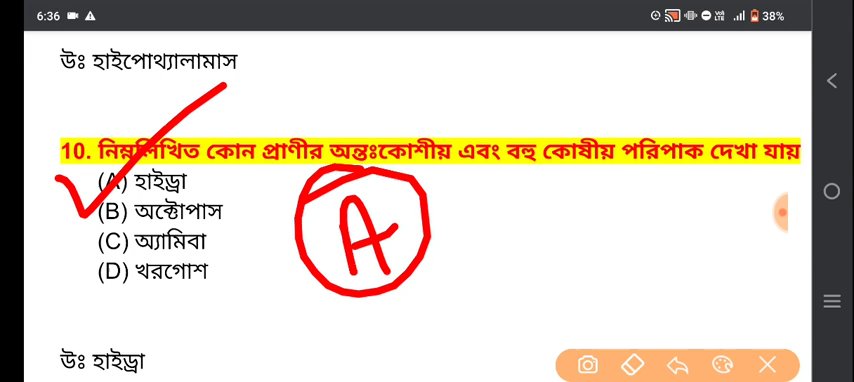 6:36
38%
উঃ হাইপোথ্যালামাস
10. নিম্নলিখিত কোন প্রাণীর অন্তঃকোশীয় এবং বহু কোষীয় পরিপাক দেখা যায়
(A) হাইড্রা
(B) অক্টোপাস
(C) অ্যামিবা
(D) খরগোশ
A
উঃ হাইড্রা